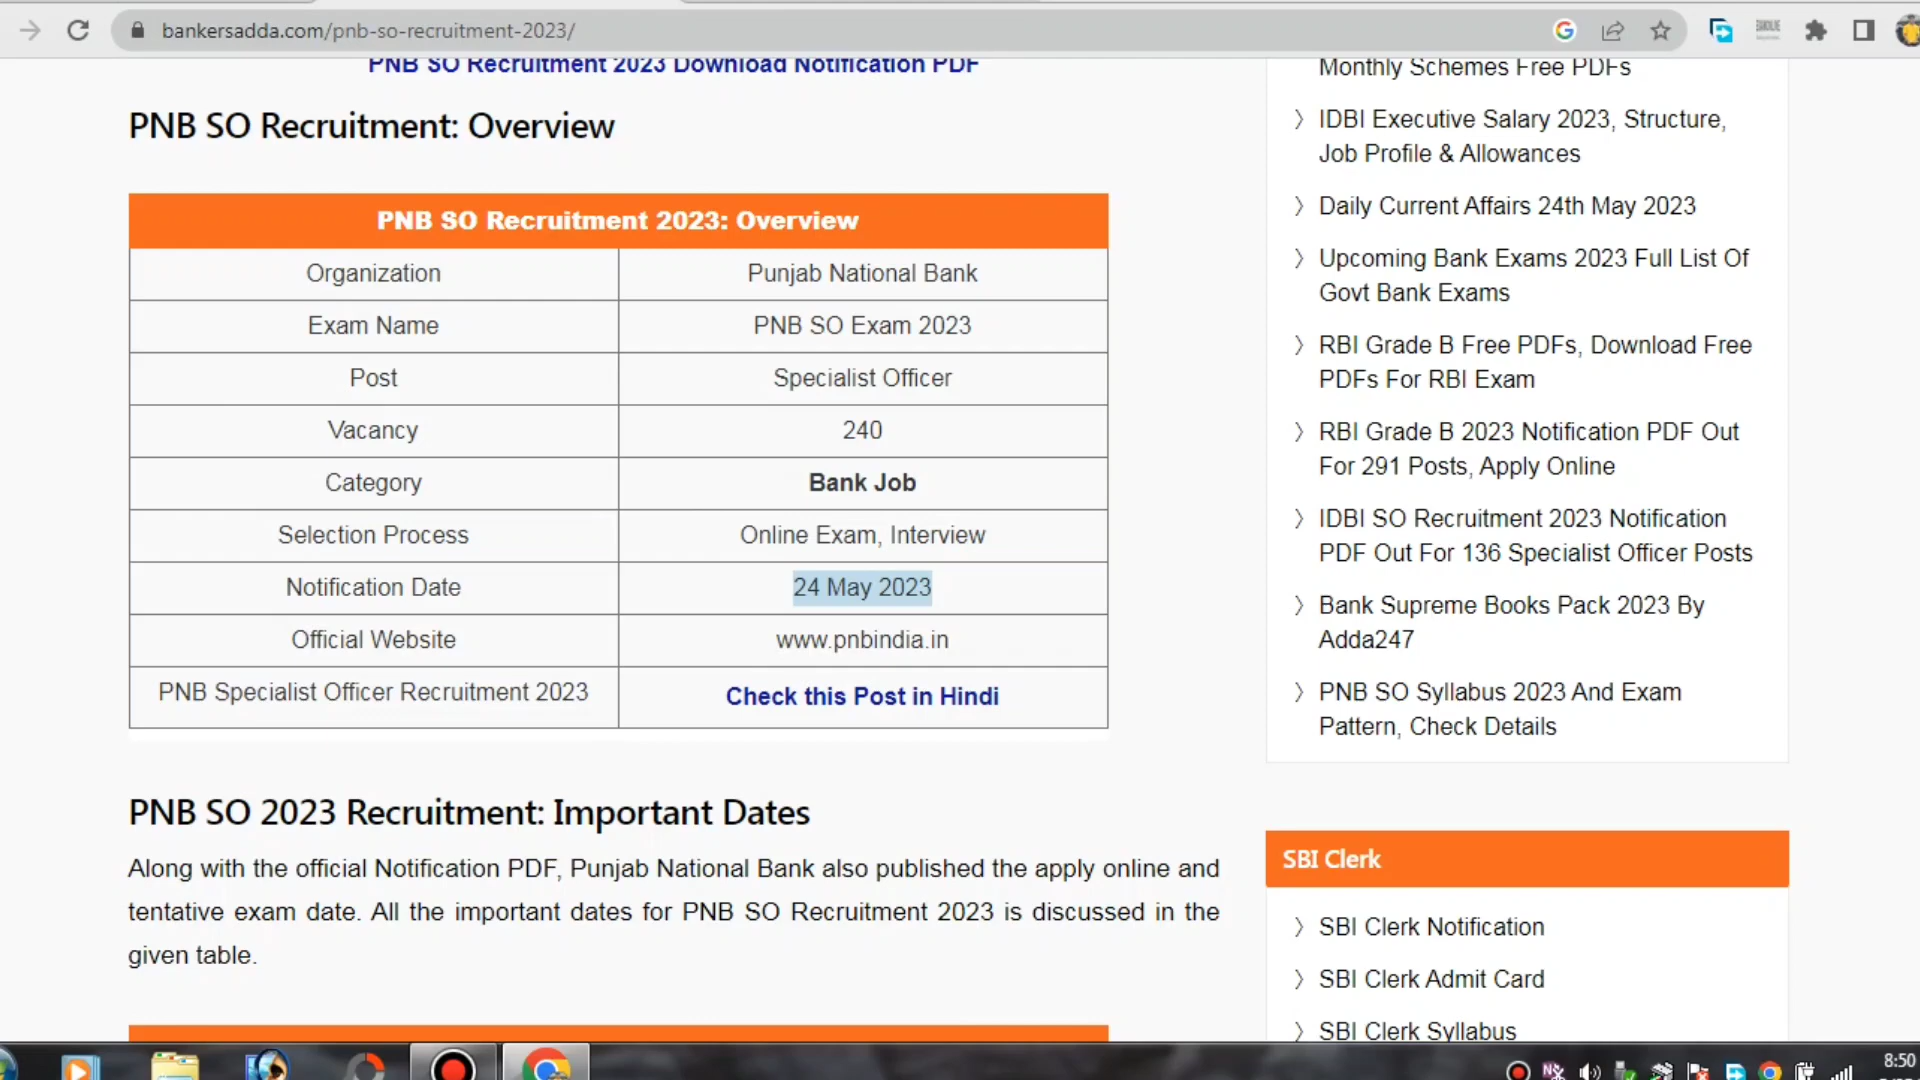 bankersadda.com/pnb-so-recruitment-2023/
PNB SO Recruitment 2023 Download Notification PDF
PNB SO Recruitment: Overview
PNB SO Recruitment 2023: Overview
Organization Punjab National Bank
Exam Name PNB SO Exam 2023
Post Specialist Officer
Vacancy 240
Category Bank Job
Selection Process Online Exam, Interview
Notification Date 24 May 2023
Official Website www.pnbindia.in
PNB Specialist Officer Recruitment 2023 Check this Post in Hindi
PNB SO 2023 Recruitment: Important Dates
Along with the official Notification PDF, Punjab National Bank also published the apply online and
tentative exam date. All the important dates for PNB SO Recruitment 2023 is discussed in the
given table.
Monthly Schemes Free PDFs
IDBI Executive Salary 2023, Structure,
Job Profile & Allowances
Daily Current Affairs 24th May 2023
Upcoming Bank Exams 2023 Full List Of
Govt Bank Exams
RBI Grade B Free PDFs, Download Free
PDFs For RBI Exam
RBI Grade B 2023 Notification PDF Out
For 291 Posts, Apply Online
IDBI SO Recruitment 2023 Notification
PDF Out For 136 Specialist Officer Posts
Bank Supreme Books Pack 2023 By
Adda247
PNB SO Syllabus 2023 And Exam
Pattern, Check Details
SBI Clerk
SBI Clerk Notification
SBI Clerk Admit Card
SBI Clerk Syllabus
8:50